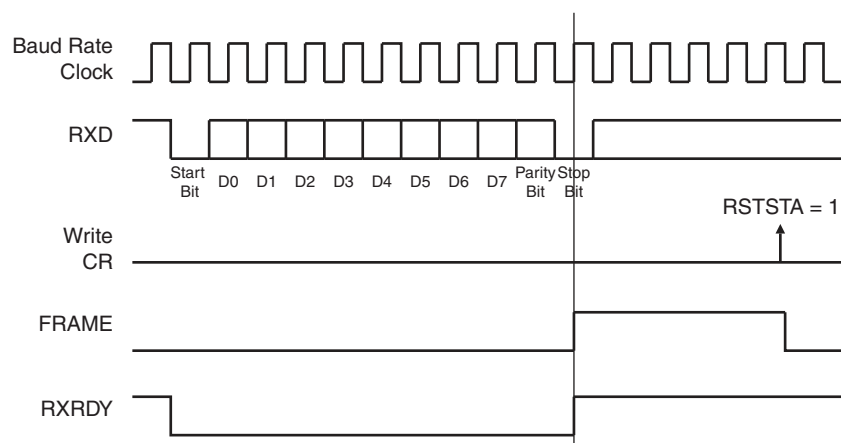 Baud Rate
Clock
RXD
Start
Bit
D0 D1 D2 D3 D4 D5 D6 D7
Parity
Bit
Stop
Bit
RSTSTA = 1
Write
CR
FRAME
RXRDY